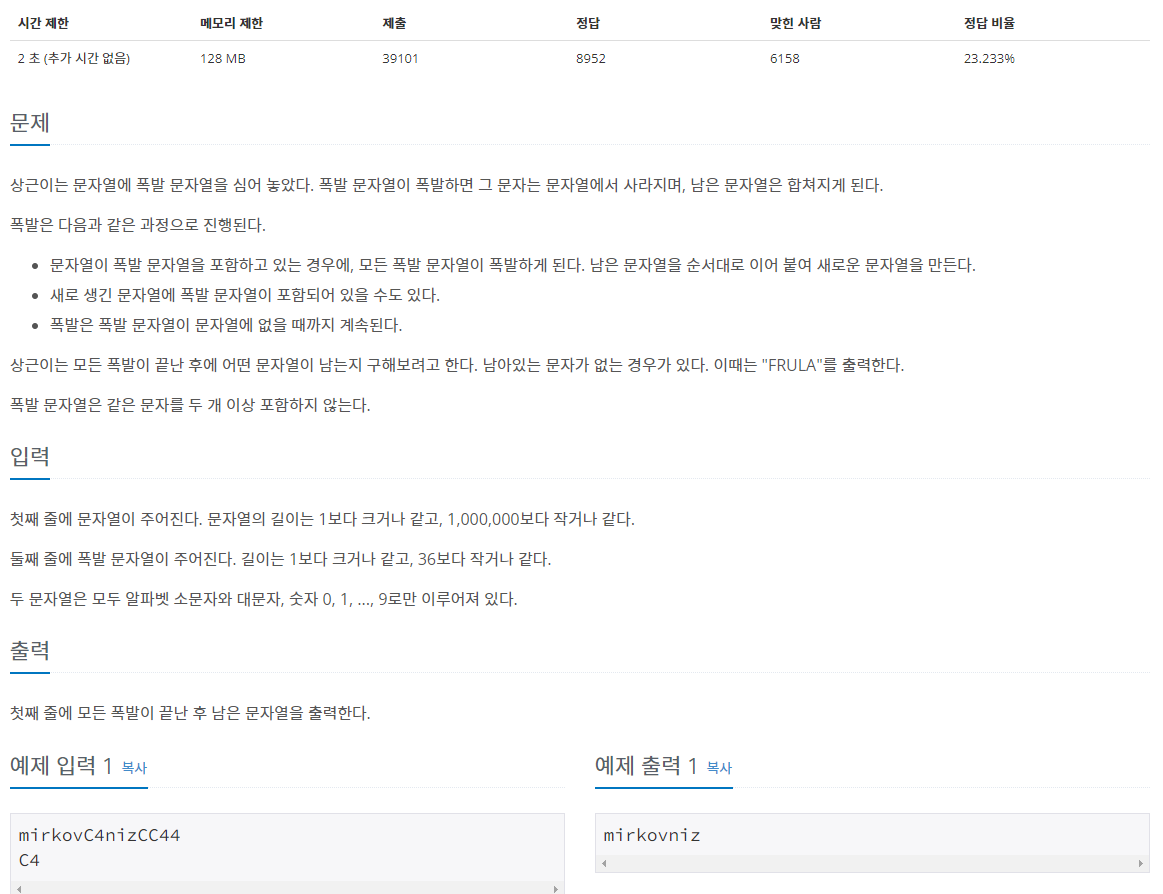 시간 제한 메모리 제한 제출 정답 맞힌 사람 정답 비율
2 초 (추가 시간 없음) 128 MB 39101 8952 6158 23.233%
문제
상근이는 문자열에 폭발 문자열을 심어 놓았다. 폭발 문자열이 폭발하면 그 문자는 문자열에서 사라지며, 남은 문자열은 합쳐지게 된다.
폭발은 다음과 같은 과정으로 진행된다.
• 문자열이 폭발 문자열을 포함하고 있는 경우에, 모든 폭발 문자열이 폭발하게 된다. 남은 문자열을 순서대로 이어 붙여 새로운 문자열을 만든다.
• 새로 생긴 문자열에 폭발 문자열이 포함되어 있을 수도 있다.
• 폭발은 폭발 문자열이 문자열에 없을 때까지 계속된다.
상근이는 모든 폭발이 끝난 후에 어떤 문자열이 남는지 구해보려고 한다. 남아있는 문자가 없는 경우가 있다. 이때는 "FRULA"를 출력한다.
폭발 문자열은 같은 문자를 두 개 이상 포함하지 않는다.
입력
첫째 줄에 문자열이 주어진다. 문자열의 길이는 1보다 크거나 같고, 1,000,000보다 작거나 같다.
둘째 줄에 폭발 문자열이 주어진다. 길이는 1보다 크거나 같고, 36보다 작거나 같다.
두 문자열은 모두 알파벳 소문자와 대문자, 숫자 0, 1, ..., 9로만 이루어져 있다.
출력
첫째 줄에 모든 폭발이 끝난 후 남은 문자열을 출력한다.
예제 입력 1 복사
mirkovC4nizCC44
C4
예제 출력 1 복사
mirkovniz